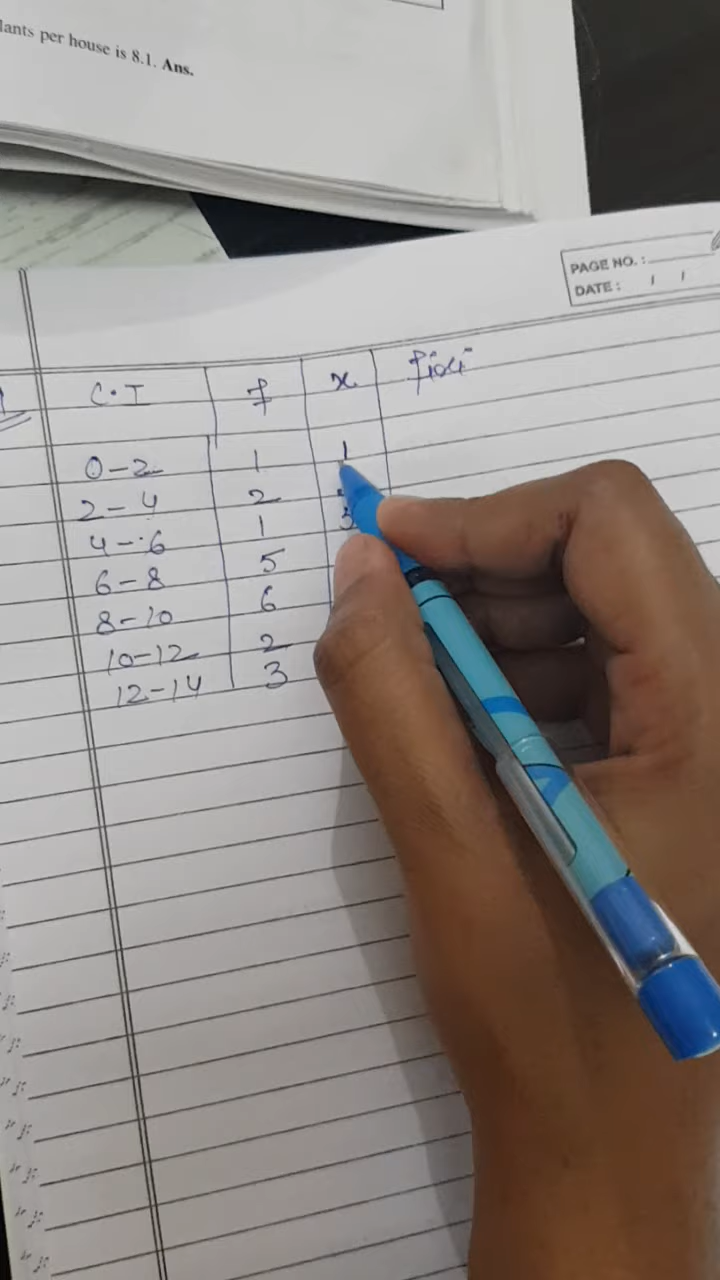 lants per house is 8.1. Ans.
PAGE NO. :
DATE : / /
C.I f x fixi
0-2 1 1
2-4 2
4-6 1 5
6-8 5
8-10 6
10-12 2
12-14 3